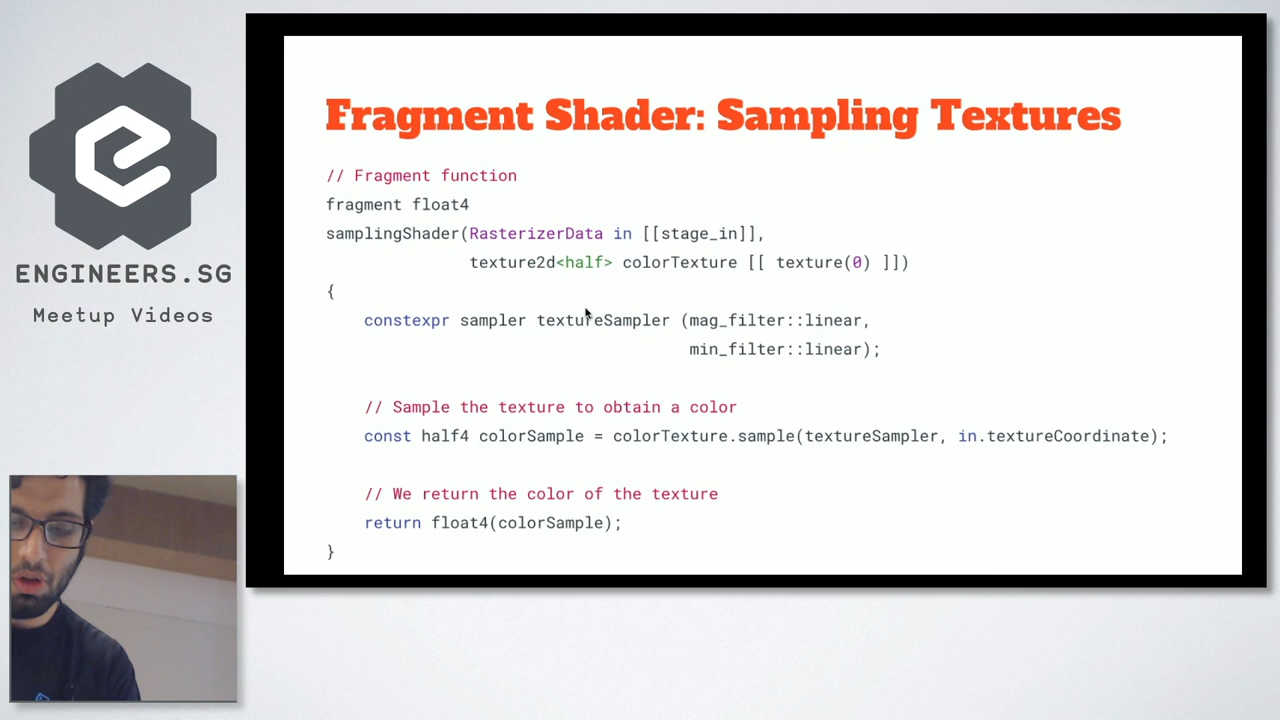 ENGINEERS.SG
Meetup Videos
Fragment Shader: Sampling Textures
// Fragment function
fragment float4
samplingShader(RasterizerData in [[stage_in]],
texture2d<half> colorTexture [[ texture(0) ]])
{
constexpr sampler textureSampler (mag_filter::linear,
min_filter::linear);
// Sample the texture to obtain a color
const half4 colorSample = colorTexture.sample(textureSampler, in.textureCoordinate);
// We return the color of the texture
return float4(colorSample);
}